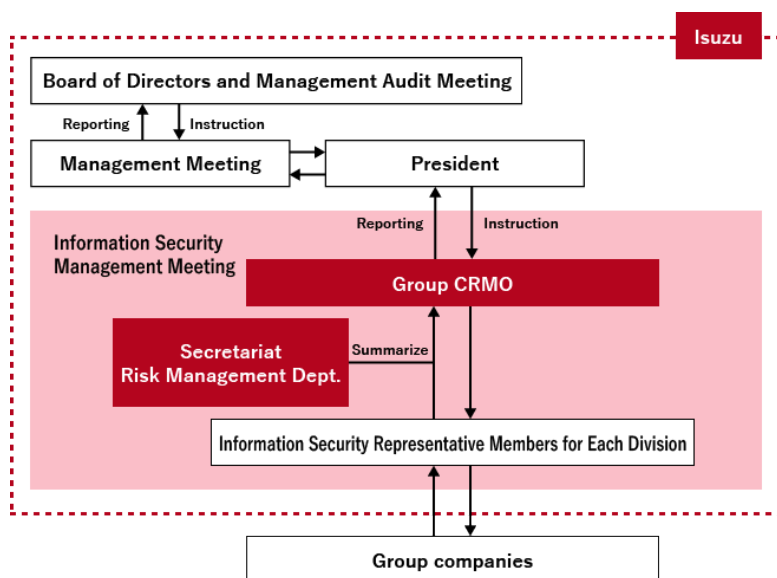 Isuzu
Board of Directors and Management Audit Meeting
Reporting
Instruction
Management Meeting
President
Reporting
Instruction
Information Security
Management Meeting
Group CRMO
Secretariat
Risk Management Dept.
Summarize
Information Security Representative Members for Each Division
Group companies